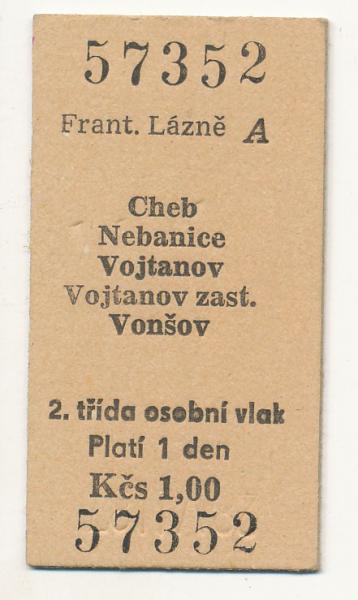 57352
Frant. Lázně A
Cheb
Nebanice
Vojtanov
Vojtanov zast.
Vonšov
2. třída osobní vlak
Platí 1 den
Kčs 1,00
57352